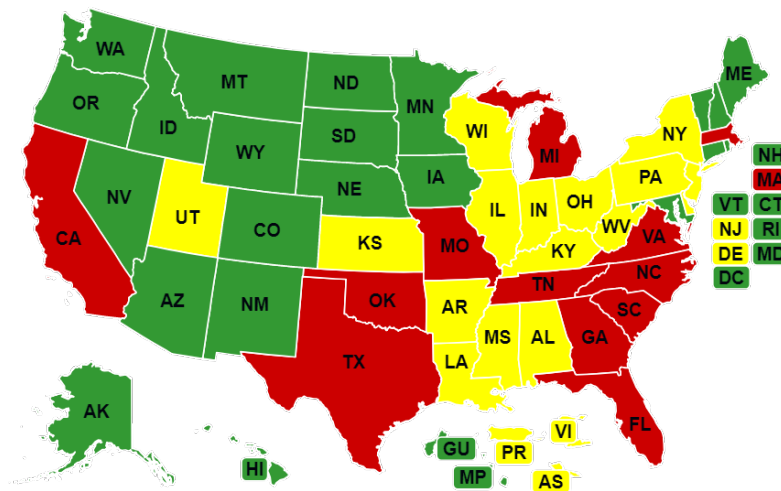 WA
MT
ND
MN
ME
OR
ID
SD
WI
NY
WY
MI
NH
IA
PA
MA
NE
NV
OH
IL
IN
VT
CT
UT
CO
WV
NJ
RI
CA
KS
MO
KY
VA
DE
MD
NC
DC
TN
AZ
NM
OK
AR
SC
MS
AL
GA
TX
LA
AK
FL
VI
GU
PR
HI
MP
AS